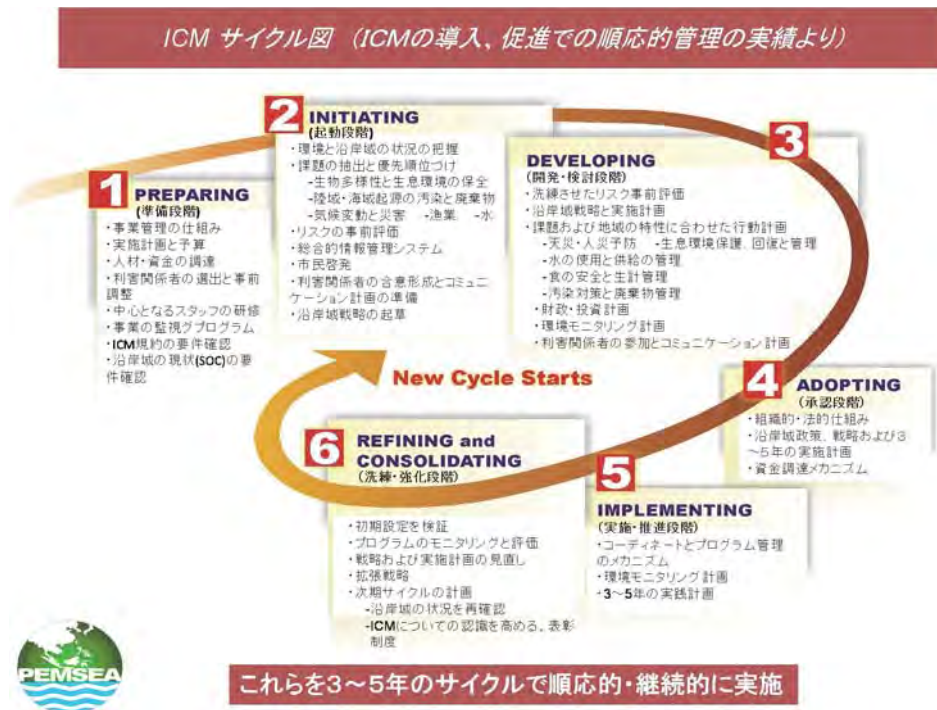 ICM サイクル図 （ICMの導入、促進での順応的管理の実績より）
1 PREPARING
(準備段階)
・事業管理の仕組み
・実施計画と予算
・人材・資金の調達
・利害関係者の選出と事前
調整
・中心となるスタッフの研修
・事業の監視グプログラム
・ICM規約の要件確認
・沿岸域の現状(SOC)の要
件確認
2 INITIATING
(起動段階)
・環境と沿岸域の状況の把握
・課題の抽出と優先順位づけ
-生物多様性と生息環境の保全
-陸域・海域起源の汚染と廃棄物
-気候変動と災害 -漁業 -水
・リスクの事前評価
・総合的情報管理システム
・市民啓発
・利害関係者の合意形成とコミュニ
ケーション計画の準備
・沿岸域戦略の起草
3
DEVELOPING
(開発・検討段階)
・洗練させたリスク事前評価
・沿岸域戦略と実施計画
・課題および地域の特性に合わせた行動計画
-天災・人災予防 -生息環境保護、回復と管理
-水の使用と供給の管理
-食の安全と生計管理
-汚染対策と廃棄物管理
・財政・投資計画
・環境モニタリング計画
・利害関係者の参加とコミュニケーション計画
4 ADOPTING
(承認段階)
・組織的・法的仕組み
・沿岸域政策、戦略および３
～５年の実施計画
・資金調達メカニズム
5
IMPLEMENTING
(実施・推進段階)
・コーディネートとプログラム管理
のメカニズム
・環境モニタリング計画
・3～5年の実践計画
6 REFINING and
CONSOLIDATING
(洗練・強化段階)
・初期設定を検証
・プログラムのモニタリングと評価
・戦略および実施計画の見直し
・拡張戦略
・次期サイクルの計画
-沿岸域の状況を再確認
-ICMについての認識を高める、表彰
制度
New Cycle Starts
PEMSEA
これらを３～５年のサイクルで順応的・継続的に実施